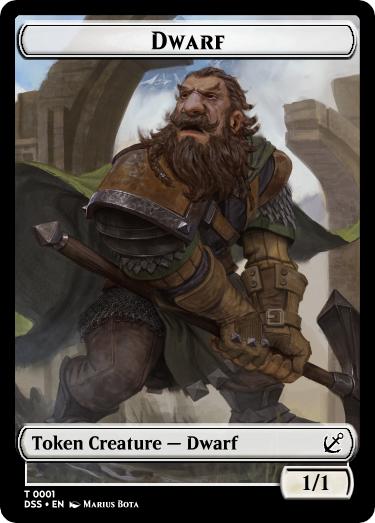 Dwarf
Token Creature — Dwarf
1/1
T 0001
DSS • EN Marius Bota